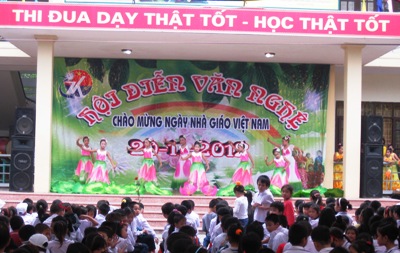 THI ĐUA DẠY THẬT TỐT - HỌC THẬT TỐT
HỘI DIỄN VĂN NGHỆ
CHÀO MỪNG NGÀY NHÀ GIÁO VIỆT NAM